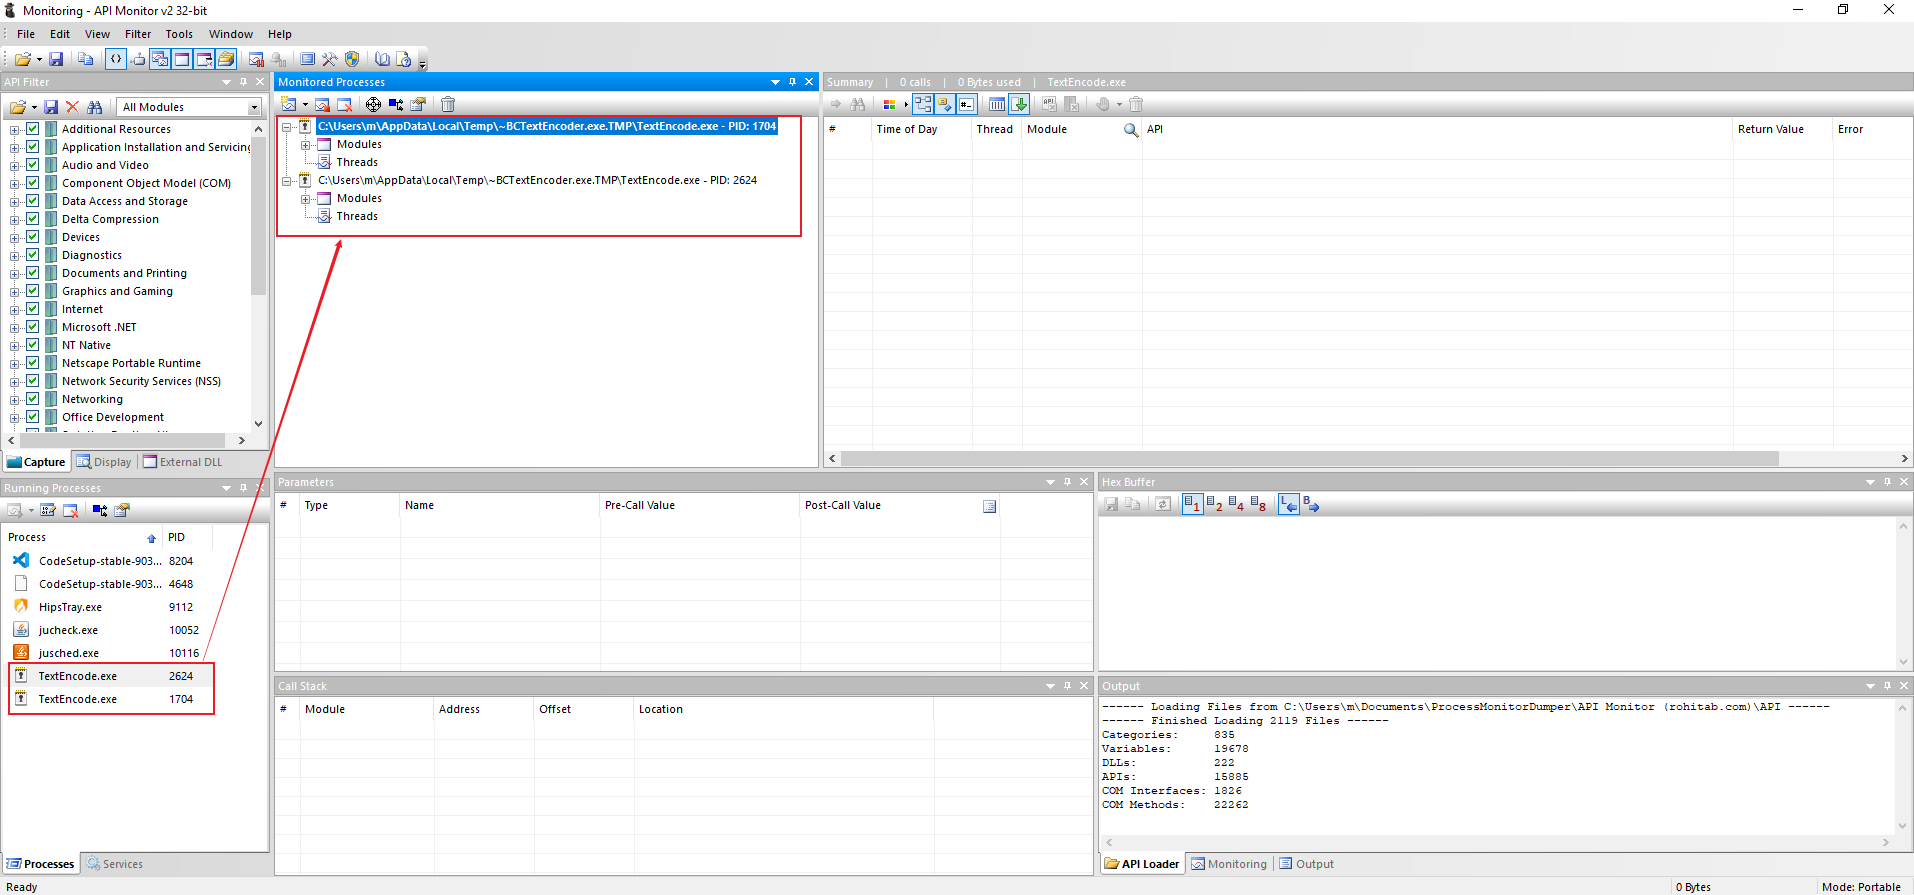 Monitoring - API Monitor v2 32-bit
File Edit View Filter Tools Window Help
API Filter
All Modules
Additional Resources
Application Installation and Servicing
Audio and Video
Component Object Model (COM)
Data Access and Storage
Delta Compression
Devices
Diagnostics
Documents and Printing
Graphics and Gaming
Internet
Microsoft .NET
NT Native
Netscape Portable Runtime
Network Security Services (NSS)
Networking
Office Development
Capture Display External DLL
Monitored Processes
C:\Users\m\AppData\Local\Temp\~BCTextEncoder.exe.TMP\TextEncode.exe - PID: 1704
Modules
Threads
C:\Users\m\AppData\Local\Temp\~BCTextEncoder.exe.TMP\TextEncode.exe - PID: 2624
Modules
Threads
Summary | 0 calls | 0 Bytes used | TextEncode.exe
# Time of Day Thread Module API Return Value Error
Running Processes
Process PID
CodeSetup-stable-903... 8204
CodeSetup-stable-903... 4648
HipsTray.exe 9112
jucheck.exe 10052
jusched.exe 10116
TextEncode.exe 2624
TextEncode.exe 1704
Processes Services
Parameters
# Type Name Pre-Call Value Post-Call Value
Hex Buffer
1 2 4 8 L B
Call Stack
# Module Address Offset Location
Output
------ Loading Files from C:\Users\m\Documents\ProcessMonitorDumper\API Monitor (rohitab.com)\API ------
------ Finished Loading 2119 Files ------
Categories: 835
Variables: 19678
DLLs: 222
APIs: 15885
COM Interfaces: 1826
COM Methods: 22262
API Loader Monitoring Output
Ready 0 Bytes Mode: Portable